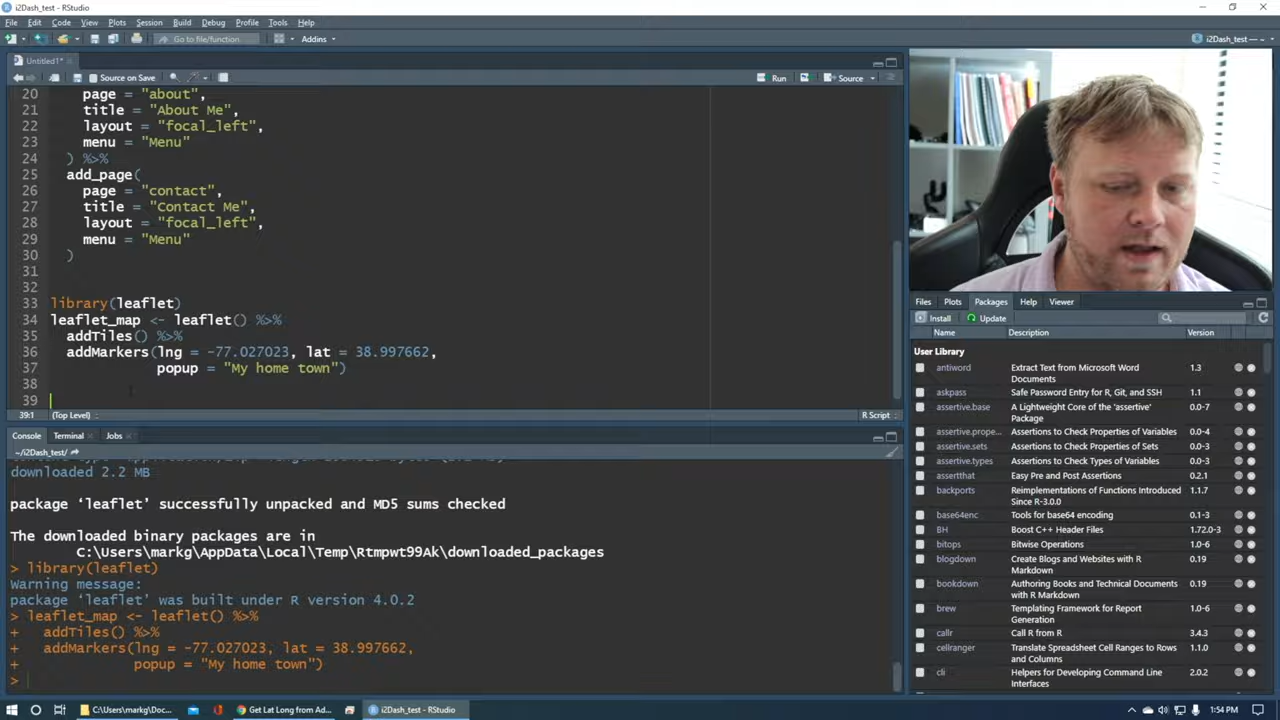 i2Dash_test - RStudio
File Edit Code View Plots Session Build Debug Profile Tools Help
Go to file/function Addins i2Dash_test
Untitled1*
Source on Save Run Source
20 page = "about",
21 title = "About Me",
22 layout = "focal_left",
23 menu = "Menu"
24 ) %>%
25 add_page(
26 page = "contact",
27 title = "Contact Me",
28 layout = "focal_left",
29 menu = "Menu"
30 )
31
32
33 library(leaflet)
34 leaflet_map <- leaflet() %>%
35 addTiles() %>%
36 addMarkers(lng = -77.027023, lat = 38.997662,
37 popup = "My home town")
38
39
39:1 (Top Level) R Script
Console Terminal Jobs
~/i2Dash_test/
downloaded 2.2 MB
package ‘leaflet’ successfully unpacked and MD5 sums checked
The downloaded binary packages are in
C:\Users\markg\AppData\Local\Temp\Rtmpwt99Ak\downloaded_packages
> library(leaflet)
Warning message:
package ‘leaflet’ was built under R version 4.0.2
> leaflet_map <- leaflet() %>%
+ addTiles() %>%
+ addMarkers(lng = -77.027023, lat = 38.997662,
+ popup = "My home town")
>
Files Plots Packages Help Viewer
Install Update
Name Description Version
User Library
antiword Extract Text from Microsoft Word Documents 1.3
askpass Safe Password Entry for R, Git, and SSH 1.1
assertive.base A Lightweight Core of the 'assertive' Package 0.0-7
assertive.prope... Assertions to Check Properties of Variables 0.0-4
assertive.sets Assertions to Check Properties of Sets 0.0-3
assertive.types Assertions to Check Types of Variables 0.0-3
assertthat Easy Pre and Post Assertions 0.2.1
backports Reimplementations of Functions Introduced Since R-3.0.0 1.1.7
base64enc Tools for base64 encoding 0.1-3
BH Boost C++ Header Files 1.72.0-3
bitops Bitwise Operations 1.0-6
blogdown Create Blogs and Websites with R Markdown 0.19
bookdown Authoring Books and Technical Documents with R Markdown 0.19
brew Templating Framework for Report Generation 1.0-6
callr Call R from R 3.4.3
cellranger Translate Spreadsheet Cell Ranges to Rows and Columns 1.1.0
cli Helpers for Developing Command Line Interfaces 2.0.2
C:\Users\markg\Doc... Get Lat Long from Ad... i2Dash_test - RStudio 1:54 PM